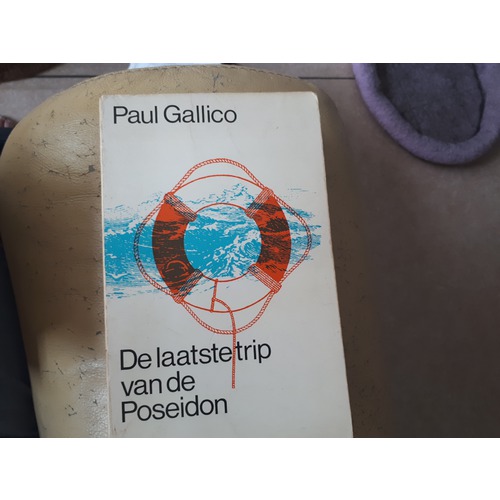 Paul Gallico
De laatste trip
van de
Poseidon